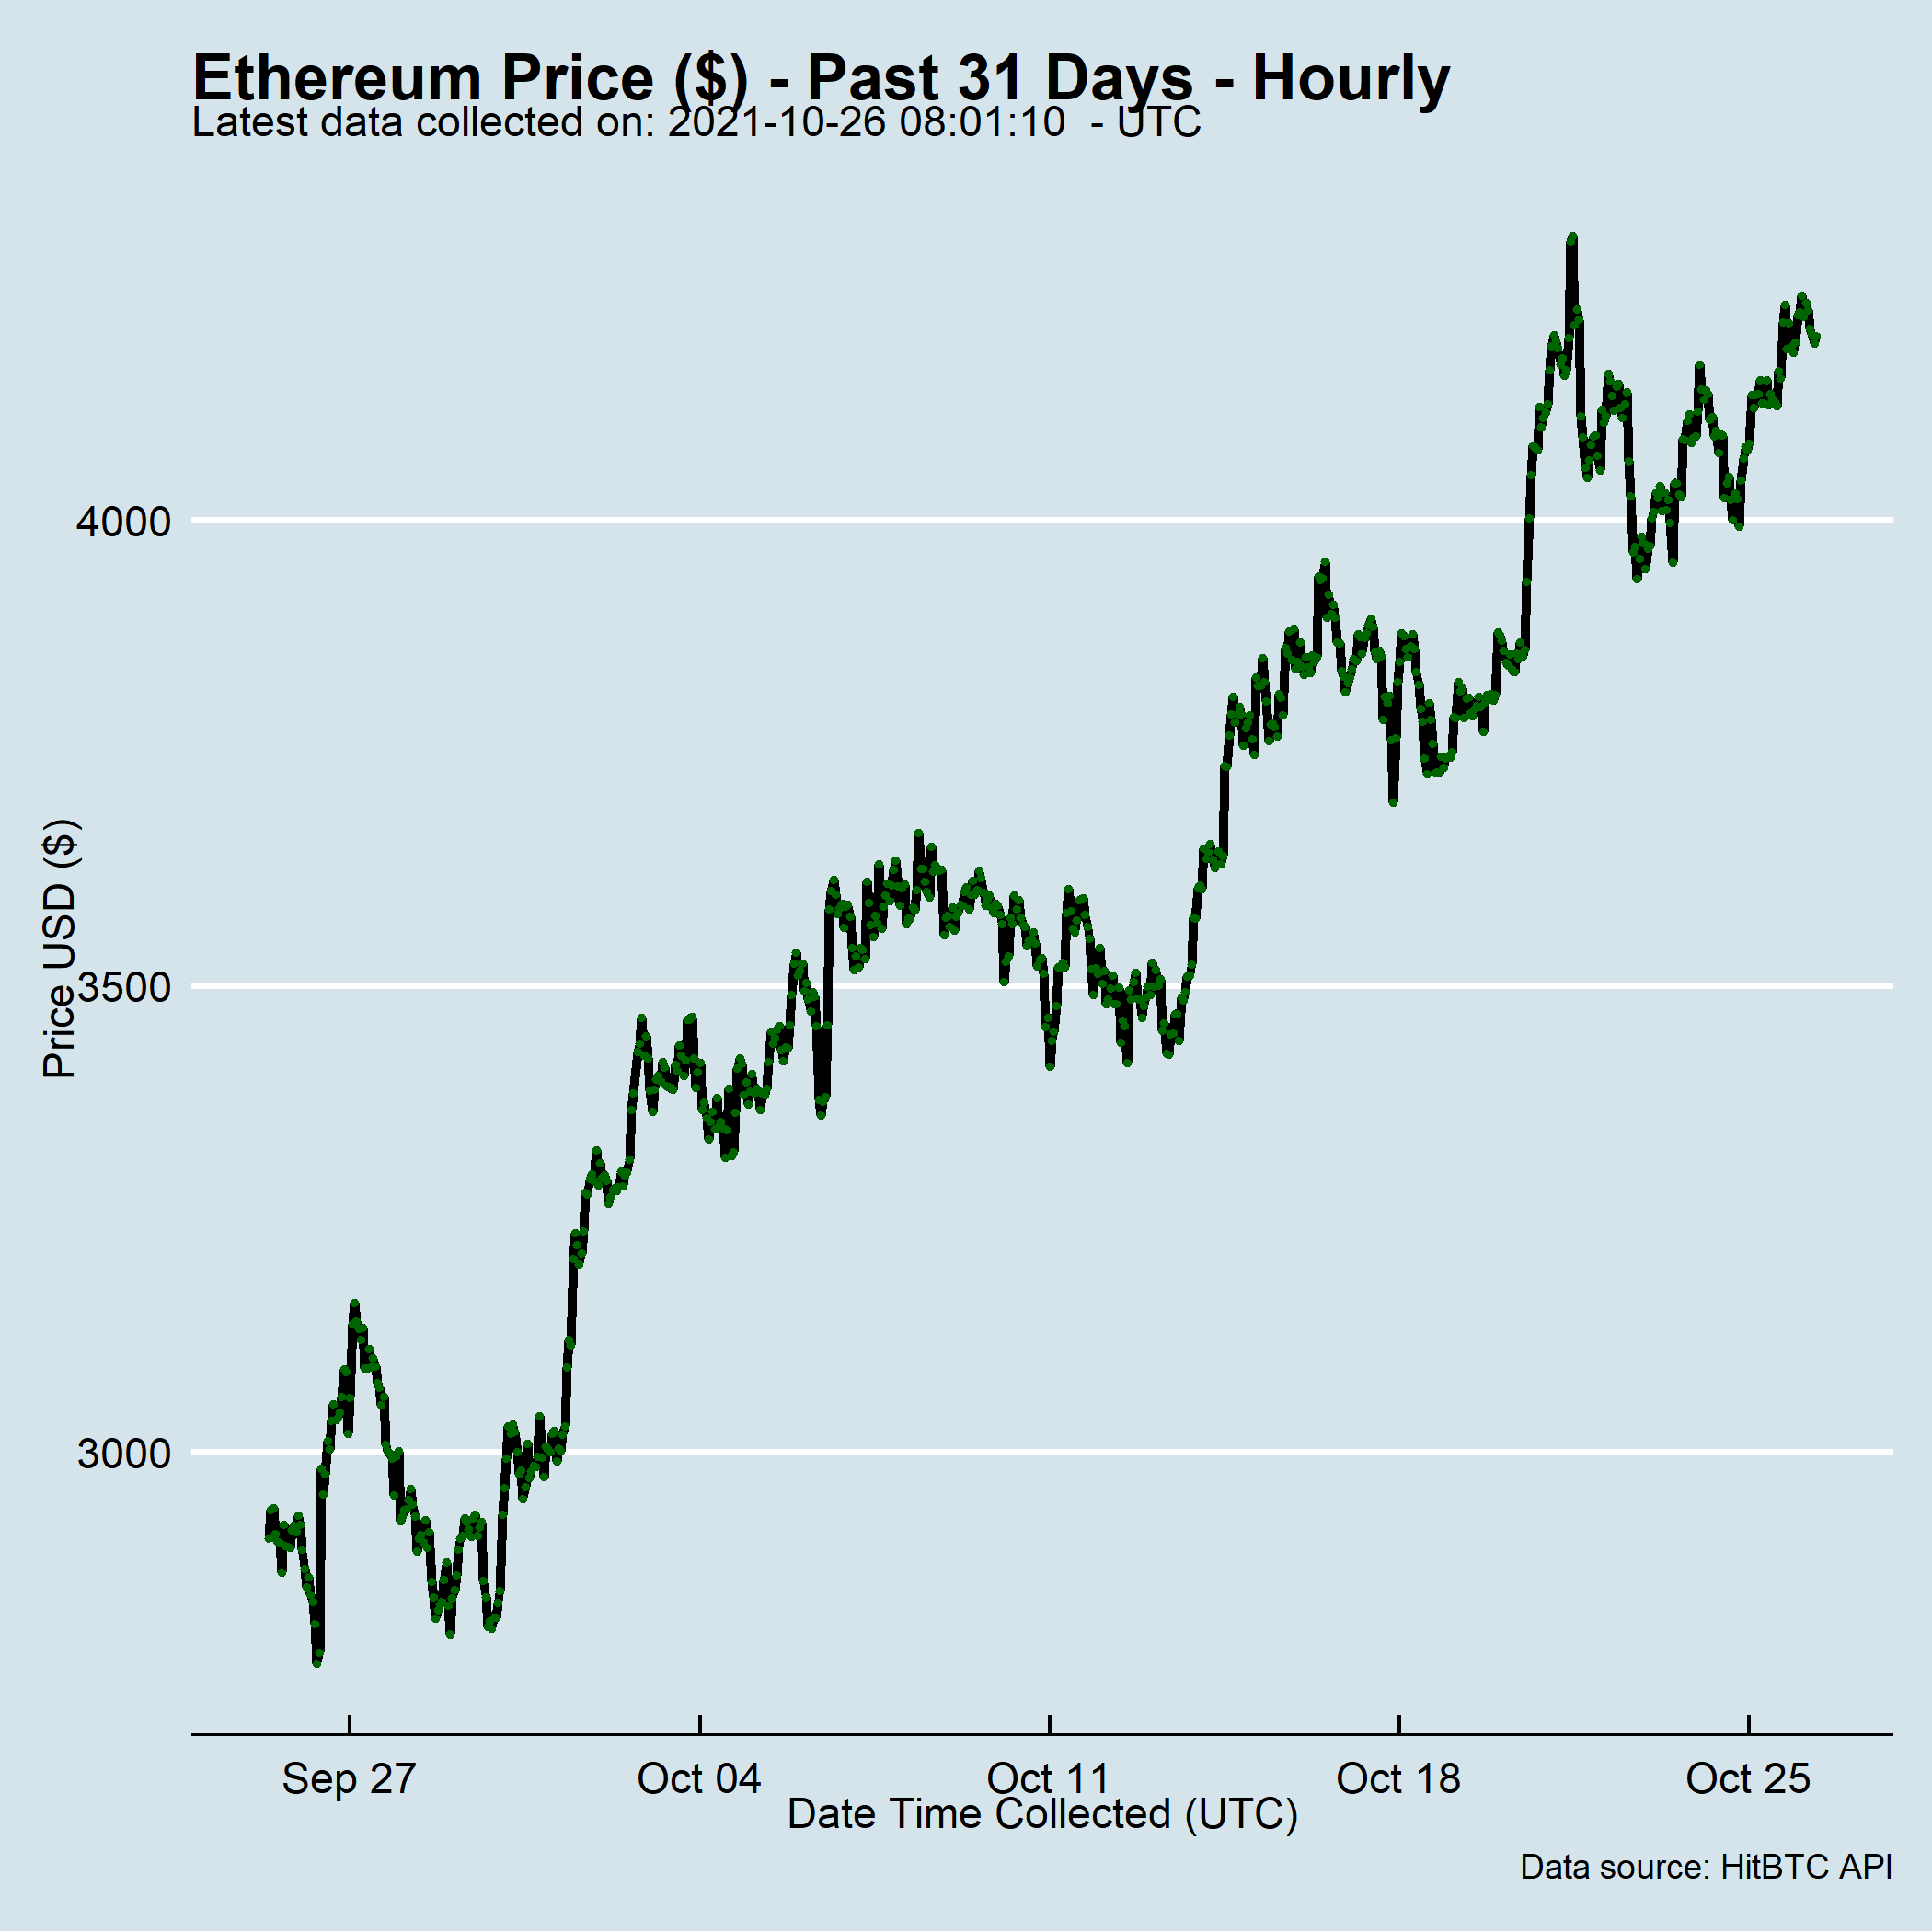 Ethereum Price ($) - Past 31 Days - Hourly
Latest data collected on: 2021-10-26 08:01:10  - UTC
Price USD ($)
4000
3500
3000
Sep 27
Oct 04
Oct 11
Oct 18
Oct 25
Date Time Collected (UTC)
Data source: HitBTC API